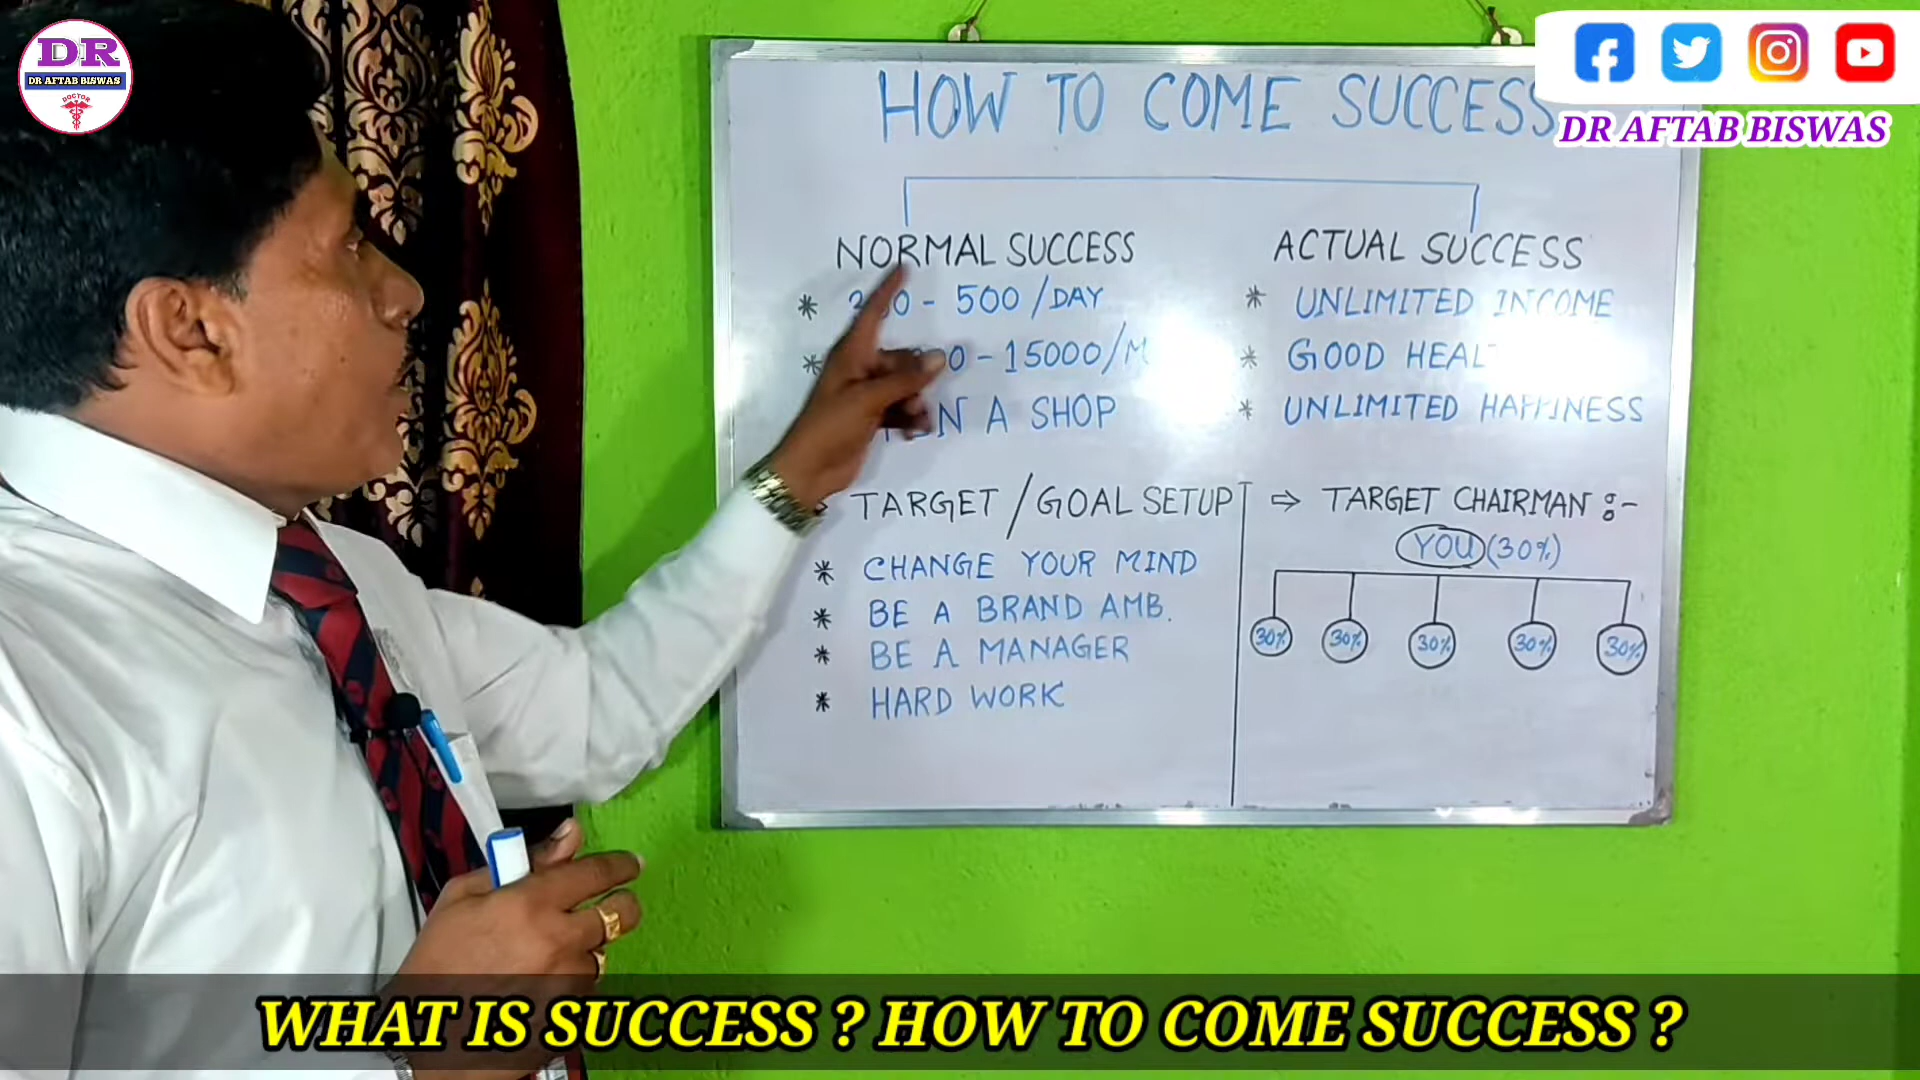 DR
DR AFTAB BISWAS
DOCTOR
DR AFTAB BISWAS
HOW TO COME SUCCESS
NORMAL SUCCESS
* - 500 /DAY
* - 15000/M
A SHOP
ACTUAL SUCCESS
* UNLIMITED INCOME
* GOOD
* UNLIMITED HAPPINESS
TARGET / GOAL SETUP
* CHANGE YOUR MIND
* BE A BRAND AMB.
* BE A MANAGER
* HARD WORK
⇒ TARGET CHAIRMAN :-
YOU (30%)
30% 30% 30% 30% 30%
WHAT IS SUCCESS ? HOW TO COME SUCCESS ?